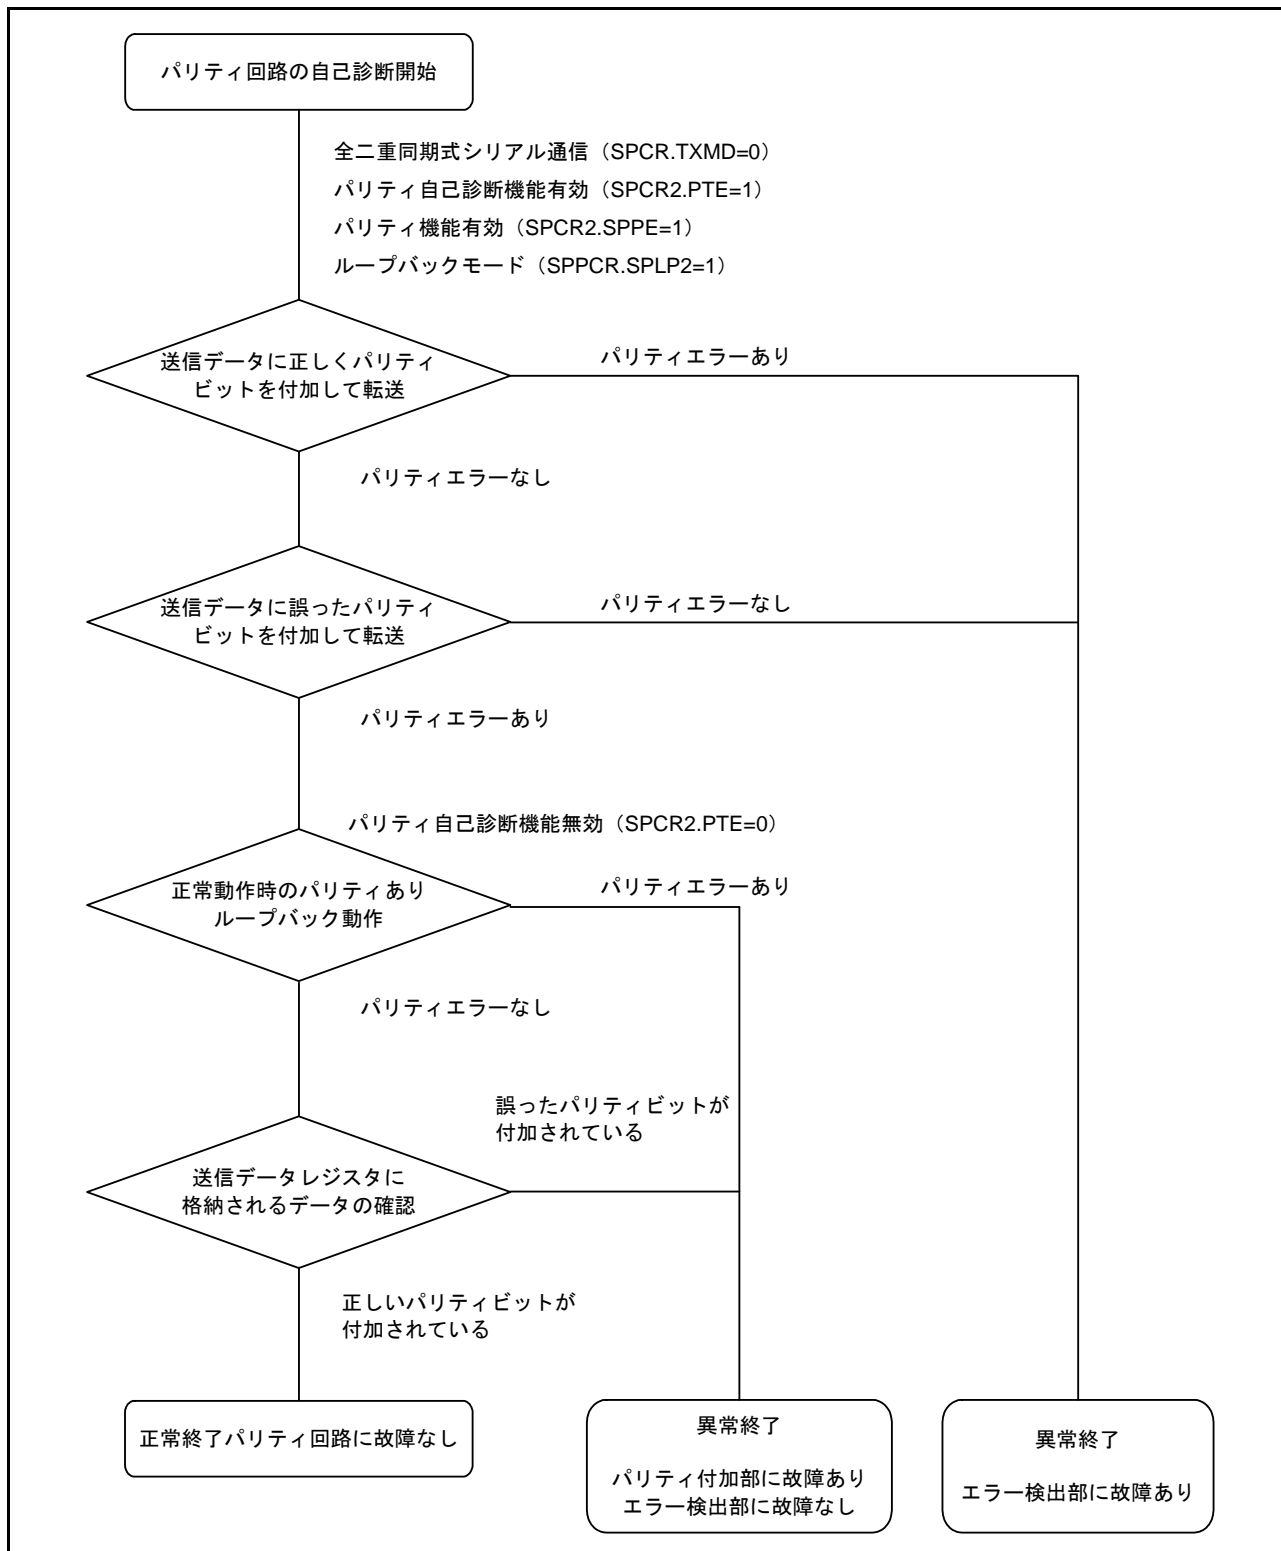 パリティ回路の自己診断開始
全二重同期式シリアル通信（SPCR.TXMD=0）
パリティ自己診断機能有効（SPCR2.PTE=1）
パリティ機能有効（SPCR2.SPPE=1）
ループバックモード（SPPCR.SPLP2=1）
送信データに正しくパリティ
ビットを付加して転送
パリティエラーあり
パリティエラーなし
送信データに誤ったパリティ
ビットを付加して転送
パリティエラーなし
パリティエラーあり
パリティ自己診断機能無効（SPCR2.PTE=0）
正常動作時のパリティあり
ループバック動作
パリティエラーあり
パリティエラーなし
誤ったパリティビットが
付加されている
送信データレジスタに
格納されるデータの確認
正しいパリティビットが
付加されている
正常終了パリティ回路に故障なし
異常終了
パリティ付加部に故障あり
エラー検出部に故障なし
異常終了
エラー検出部に故障あり